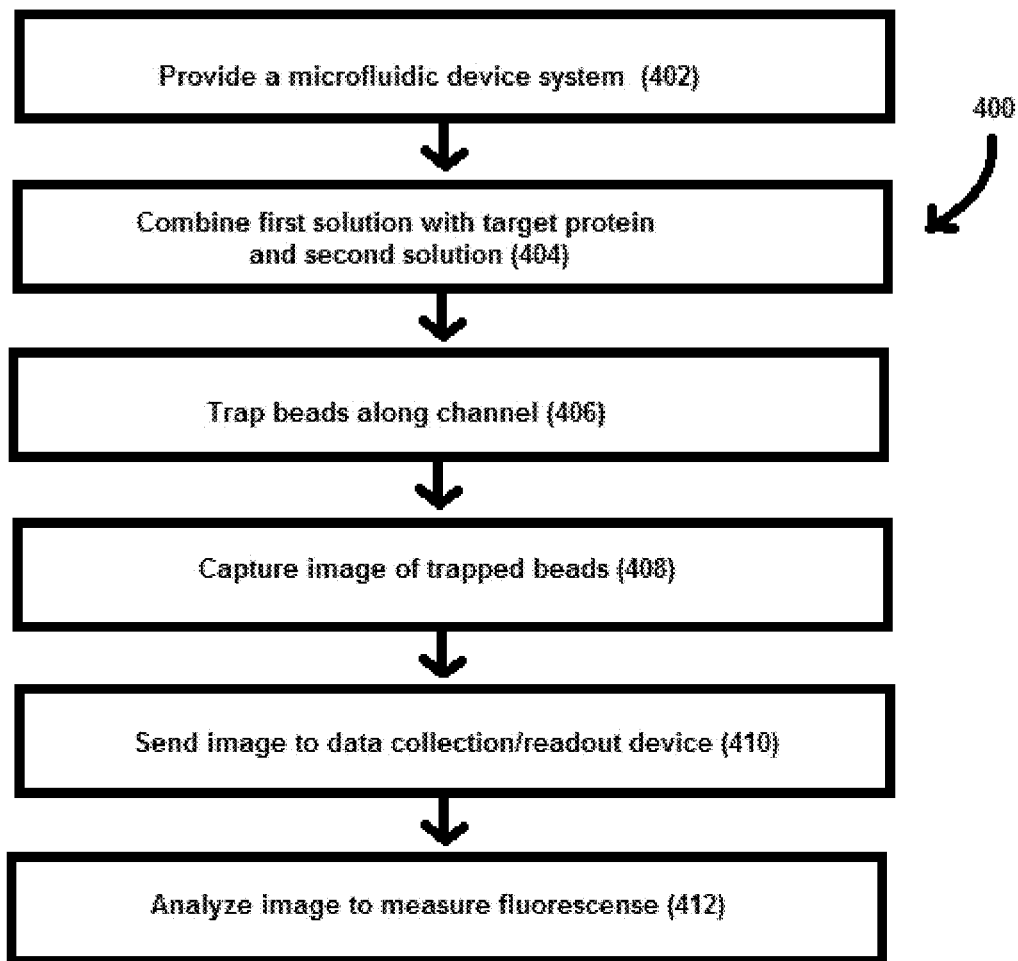 Provide a microfluidic device system (402)
400
Combine first solution with target protein
and second solution (404)
Trap beads along channel (406)
Capture image of trapped beads (408)
Send image to data collection/readout device (410)
Analyze image to measure fluorescense (412)